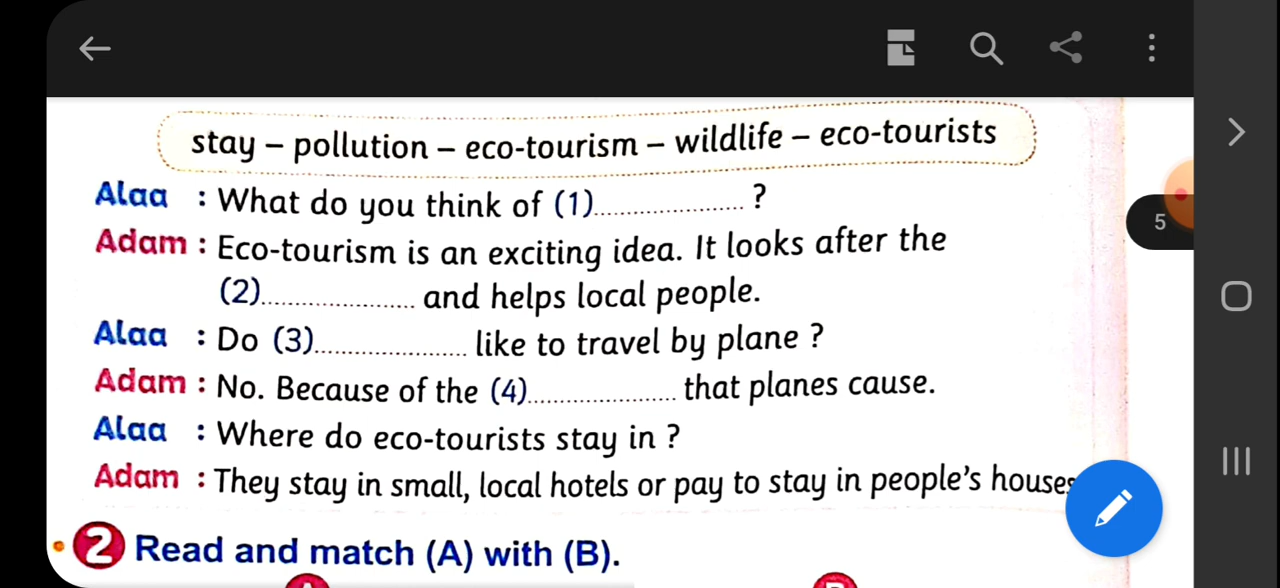 stay – pollution – eco-tourism – wildlife – eco-tourists
Alaa : What do you think of (1).................... ?
Adam : Eco-tourism is an exciting idea. It looks after the
5
(2).................... and helps local people.
Alaa : Do (3).................... like to travel by plane ?
Adam : No. Because of the (4).................... that planes cause.
Alaa : Where do eco-tourists stay in ?
Adam : They stay in small, local hotels or pay to stay in people's houses
2 Read and match (A) with (B).